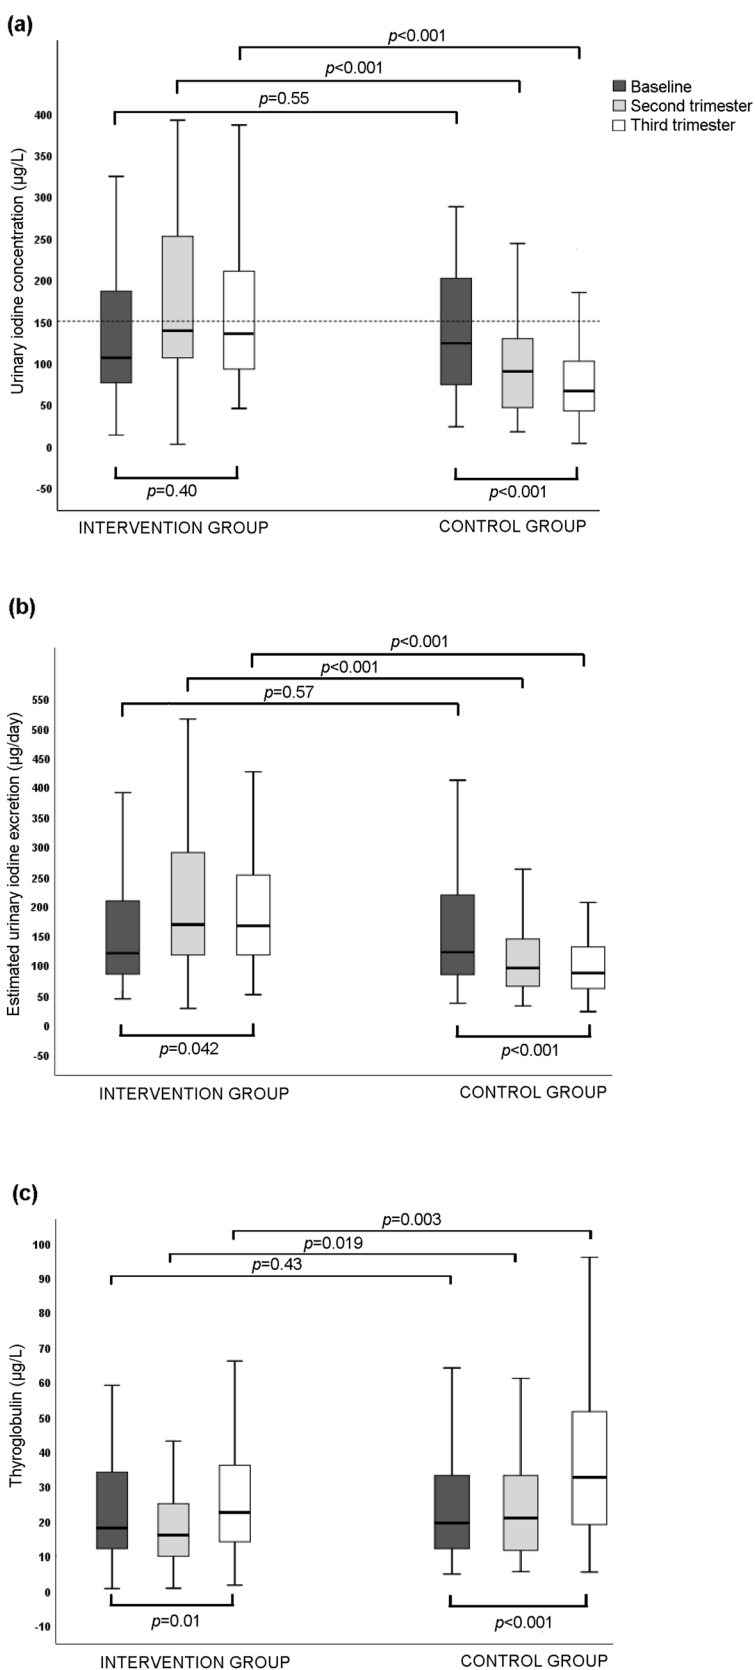 (a)
p<0.001
p<0.001
p=0.55
Baseline
Second trimester
Third trimester
Urinary iodine concentration (µg/L)
400
350
300
250
200
150
100
50
0
-50
p=0.40
p<0.001
INTERVENTION GROUP
CONTROL GROUP
(b)
p<0.001
p<0.001
p=0.57
Estimated urinary iodine excretion (µg/day)
550
500
450
400
350
300
250
200
150
100
50
0
-50
p=0.042
p<0.001
INTERVENTION GROUP
CONTROL GROUP
(c)
p=0.003
p=0.019
p=0.43
Thyroglobulin (µg/L)
100
90
80
70
60
50
40
30
20
10
0
-10
p=0.01
p<0.001
INTERVENTION GROUP
CONTROL GROUP